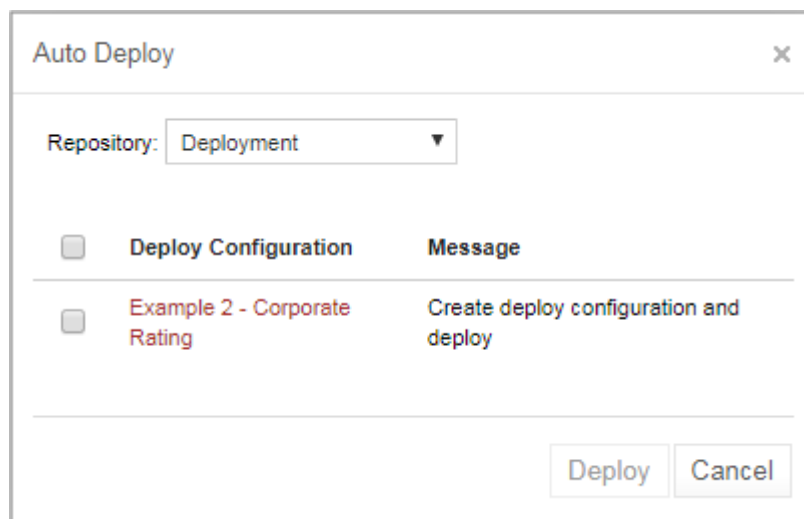 Auto Deploy ×
Repository: Deployment ▼
Deploy Configuration Message
Example 2 - Corporate Create deploy configuration and
Rating deploy
Deploy Cancel